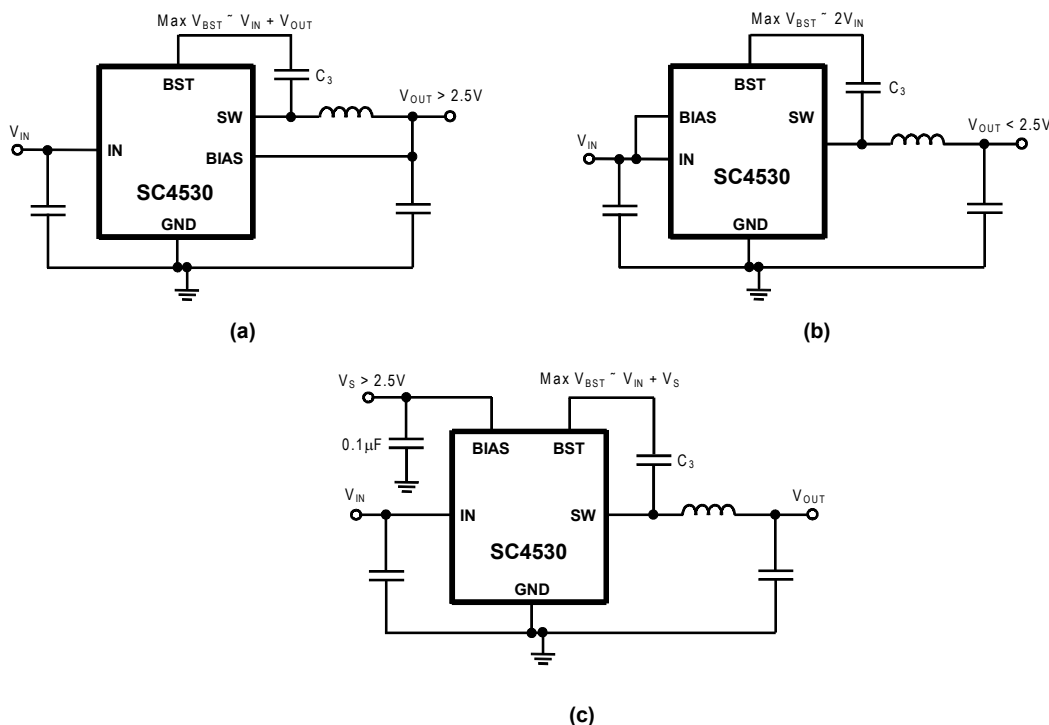 Max V_BST ~ V_IN + V_OUT
BST
C_3
SW
V_OUT > 2.5V
V_IN
IN
BIAS
SC4530
GND
(a)
Max V_BST ~ 2V_IN
BST
C_3
BIAS
SW
V_OUT < 2.5V
V_IN
IN
SC4530
GND
(b)
V_S > 2.5V
Max V_BST ~ V_IN + V_S
0.1µF
BIAS
BST
C_3
V_IN
IN
SW
V_OUT
SC4530
GND
(c)